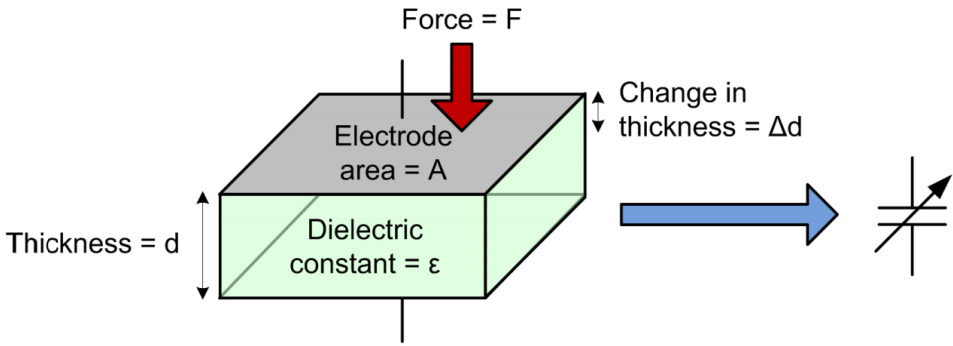 Force = F
Change in
thickness = Δd
Electrode
area = A
Thickness = d
Dielectric
constant = ε